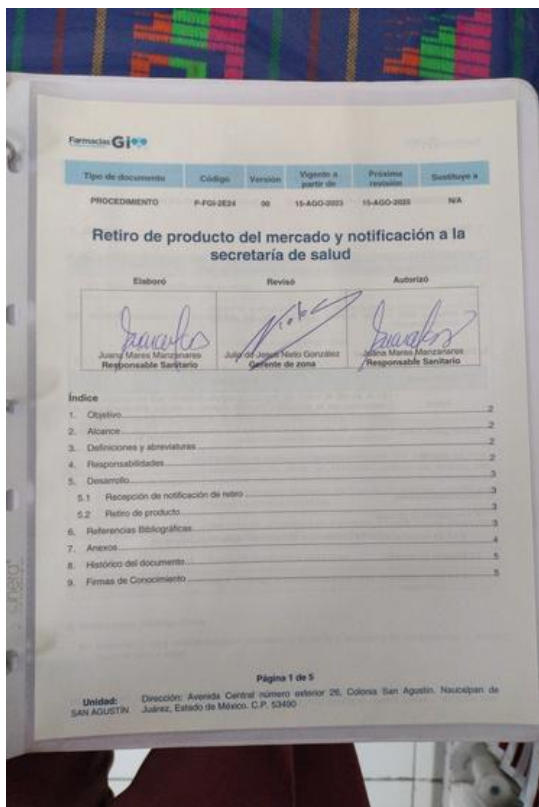 Farmacias Gi
Tipo de documento Código Versión Vigente a partir de Próxima revisión Sustituye a
PROCEDIMIENTO P-FGI-2E24 00 15-AGO-2023 15-AGO-2025 N/A
Retiro de producto del mercado y notificación a la
secretaría de salud
Elaboró Revisó Autorizó
Juana Mares Manzanares Julio de Jesús Nieto González Juana Mares Manzanares
Responsable Sanitario Gerente de zona Responsable Sanitario
Índice
1. Objetivo 2
2. Alcance 2
3. Definiciones y abreviaturas 2
4. Responsabilidades 2
5. Desarrollo 3
5.1 Recepción de notificación de retiro 3
5.2 Retiro de producto 3
6. Referencias Bibliográficas 3
7. Anexos 4
8. Histórico del documento 5
9. Firmas de Conocimiento 5
Página 1 de 5
Unidad: Dirección: Avenida Central número exterior 26, Colonia San Agustín. Naucalpan de
SAN AGUSTÍN Juárez, Estado de México. C.P. 53490